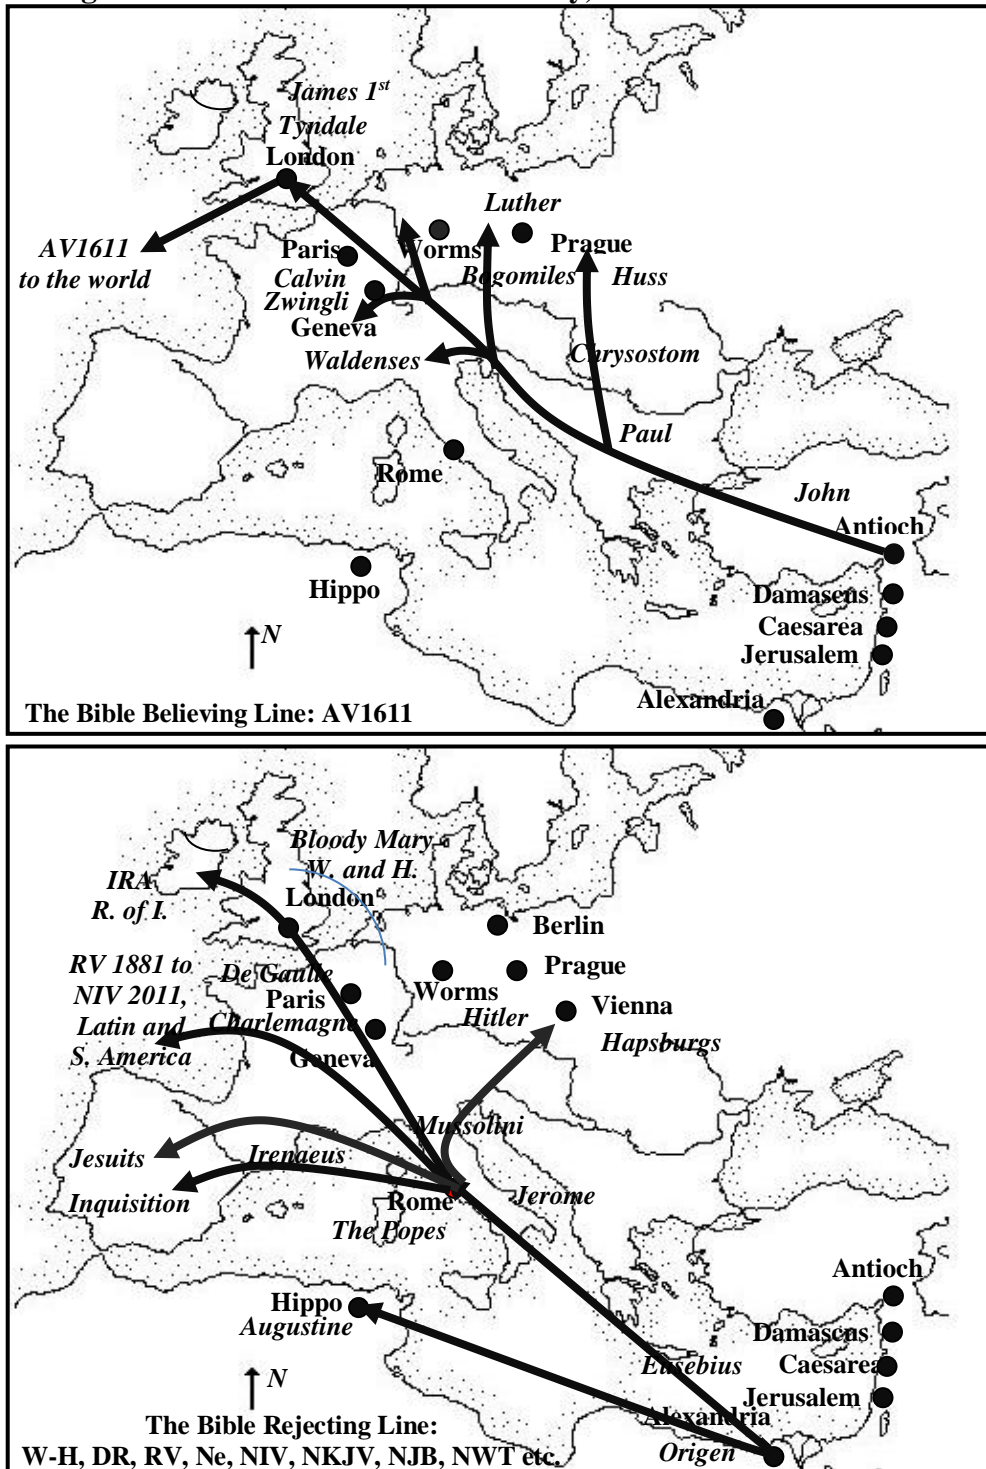 James 1st
Tyndale
London
Luther
AV1611
to the world
Paris
Worms
Prague
Calvin
Bogomiles
Huss
Zwingli
Geneva
Waldenses
Chrysostom
Paul
Rome
John
Antioch
Hippo
Damascus
Caesarea
N
Jerusalem
Alexandria
The Bible Believing Line: AV1611
Bloody Mary
W. and H.
IRA
London
R. of I.
Berlin
RV 1881 to
NIV 2011,
Latin and
S. America
De Gaulle
Paris
Worms
Prague
Charlemagne
Hitler
Vienna
Geneva
Hapsburgs
Mussolini
Jesuits
Irenaeus
Inquisition
Rome
Jerome
The Popes
Antioch
Hippo
Augustine
Damascus
Eusebius
Caesarea
N
Jerusalem
Alexandria
Origen
The Bible Rejecting Line:
W-H, DR, RV, Ne, NIV, NKJV, NJB, NWT etc.